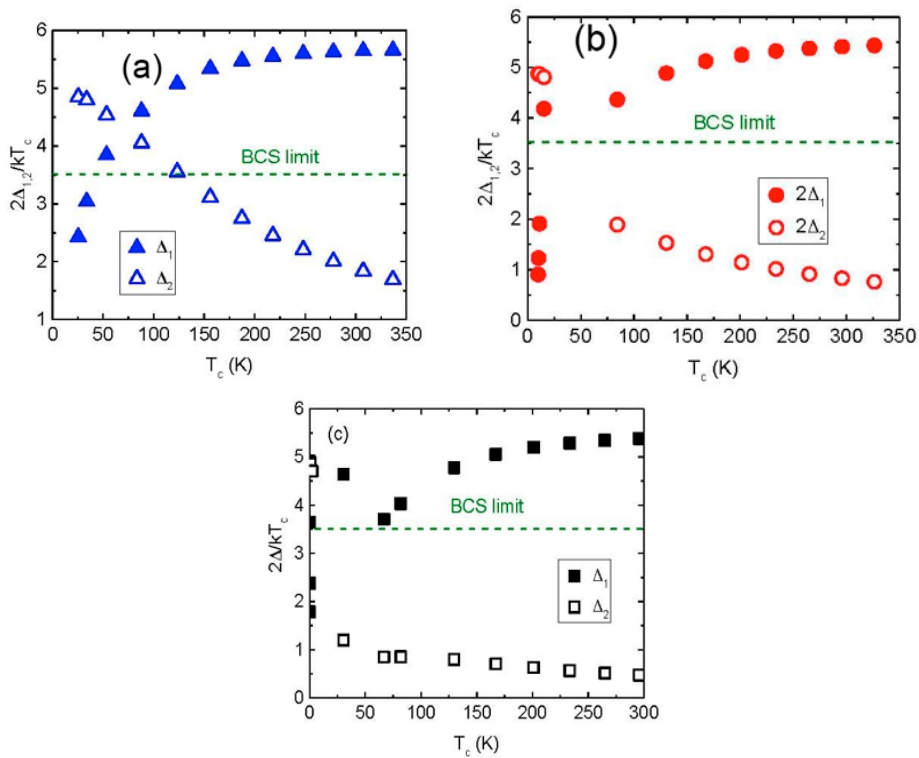 (a)
6
5
4
3
2
1
2Δ1,2/kTc
BCS limit
Δ1
Δ2
0 50 100 150 200 250 300 350
Tc (K)
(b)
6
5
4
3
2
1
0
2Δ1,2/kTc
BCS limit
2Δ1
2Δ2
0 50 100 150 200 250 300 350
Tc (K)
(c)
6
5
4
3
2
1
0
2Δ/kTc
BCS limit
Δ1
Δ2
0 50 100 150 200 250 300
Tc (K)